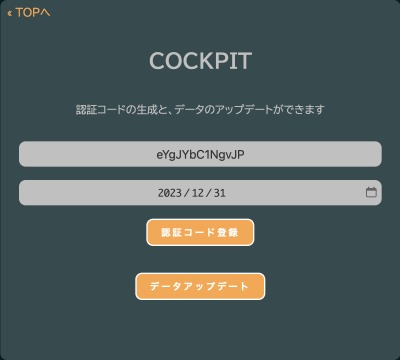 « TOPへ
COCKPIT
認証コードの生成と、データのアップデートができます
eYgJYbC1NgvJP
2023/12/31
認証コード登録
データアップデート